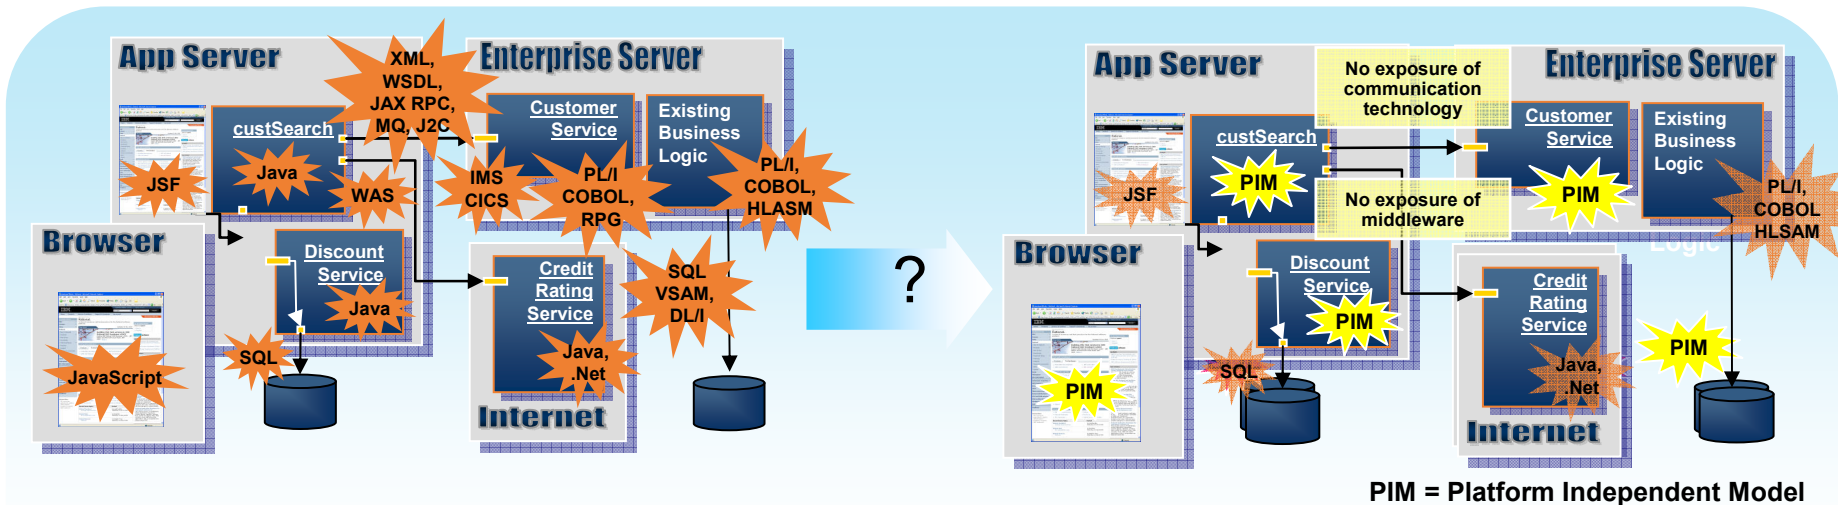 App Server
XML,
WSDL,
JAX RPC,
MQ, J2C
Enterprise Server
custSearch
Java
JSF
WAS
Customer
Service
Existing
Business
Logic
IMS
CICS
PL/I
COBOL,
RPG
PL/I,
COBOL,
HLASM
Browser
JavaScript
Discount
Service
Java
SQL
Credit
Rating
Service
Java,
.Net
Internet
SQL
VSAM,
DL/I
?
App Server
No exposure of
communication
technology
Enterprise Server
custSearch
PIM
JSF
No exposure of
middleware
Customer
Service
PIM
Existing
Business
Logic
PL/I,
COBOL
HLSAM
Logic
Browser
PIM
Discount
Service
PIM
SQL
Credit
Rating
Service
Java,
.Net
Internet
PIM
PIM = Platform Independent Model